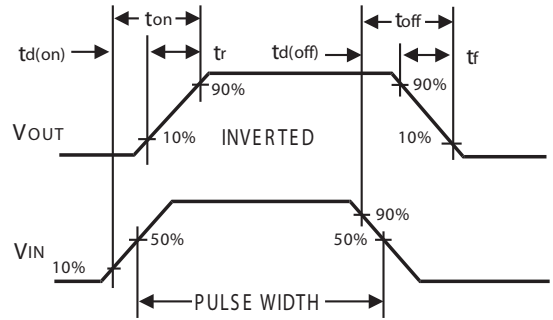 ton toff
td(on) tr td(off) tf
90% 90%
VOUT 10% INVERTED 10%
90%
50% 50%
VIN
10%
PULSE WIDTH